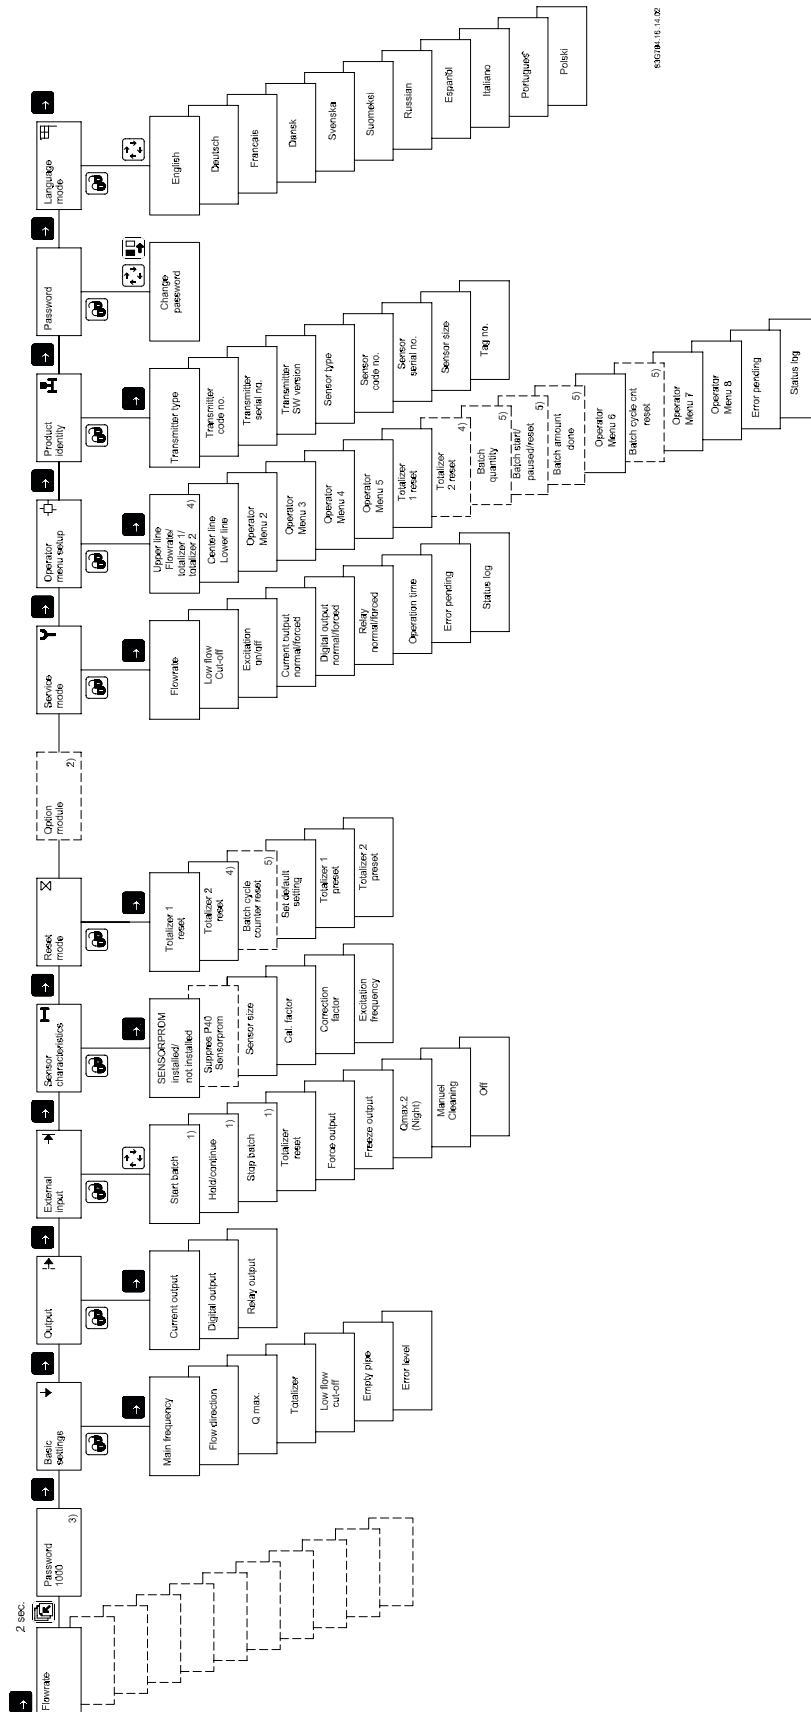 Flowrate
2 sec.
Password
1000
3)
Basic
settings
Main frequency
Flow direction
Q max.
Totalizer
Low flow
cut-off
Empty pipe
Error level
Output
Current output
Digital output
Relay output
External
input
Start batch
1)
Hold/continue
1)
Stop batch
1)
Totalizer
reset
Force output
Freeze output
Qmax.2
(Night)
Manuel
Cleaning
Off
Sensor
characteristics
SENSORPROM
installed/
not installed
Suppres P40
Sensorprom
Sensor size
Cal. factor
Correction
factor
Excitation
frequency
Reset
mode
Totalizer 1
reset
Totalizer 2
reset
4)
Batch cycle
counter reset
5)
Set default
setting
Totalizer 1
preset
Totalizer 2
preset
Option
module
2)
Service
mode
Flowrate
Low flow
Cut-off
Excitation
on/off
Current output
normal/forced
Digital output
normal/forced
Relay
normal/forced
Operation time
Error pending
Status log
Operator
menu setup
Upper line
Flowrate/
totalizer 1/
totalizer 2
4)
Center line
Lower line
Operator
Menu 2
Operator
Menu 3
Operator
Menu 4
Operator
Menu 5
Totalizer
1 reset
Totalizer
2 reset
4)
Batch
quantity
5)
Batch start/
paused/reset
5)
Batch amount
done
5)
Operator
Menu 6
Batch cycle cnt
reset
5)
Operator
Menu 7
Operator
Menu 8
Error pending
Status log
Product
identity
Transmitter type
Transmitter
code no.
Transmitter
serial no.
Transmitter
SW version
Sensor type
Sensor
code no.
Sensor
serial no.
Sensor size
Tag no.
Password
Change
password
Language
mode
English
Deutsch
Francais
Dansk
Svenska
Suomeksi
Russian
Español
Italiano
Portugues
Polski